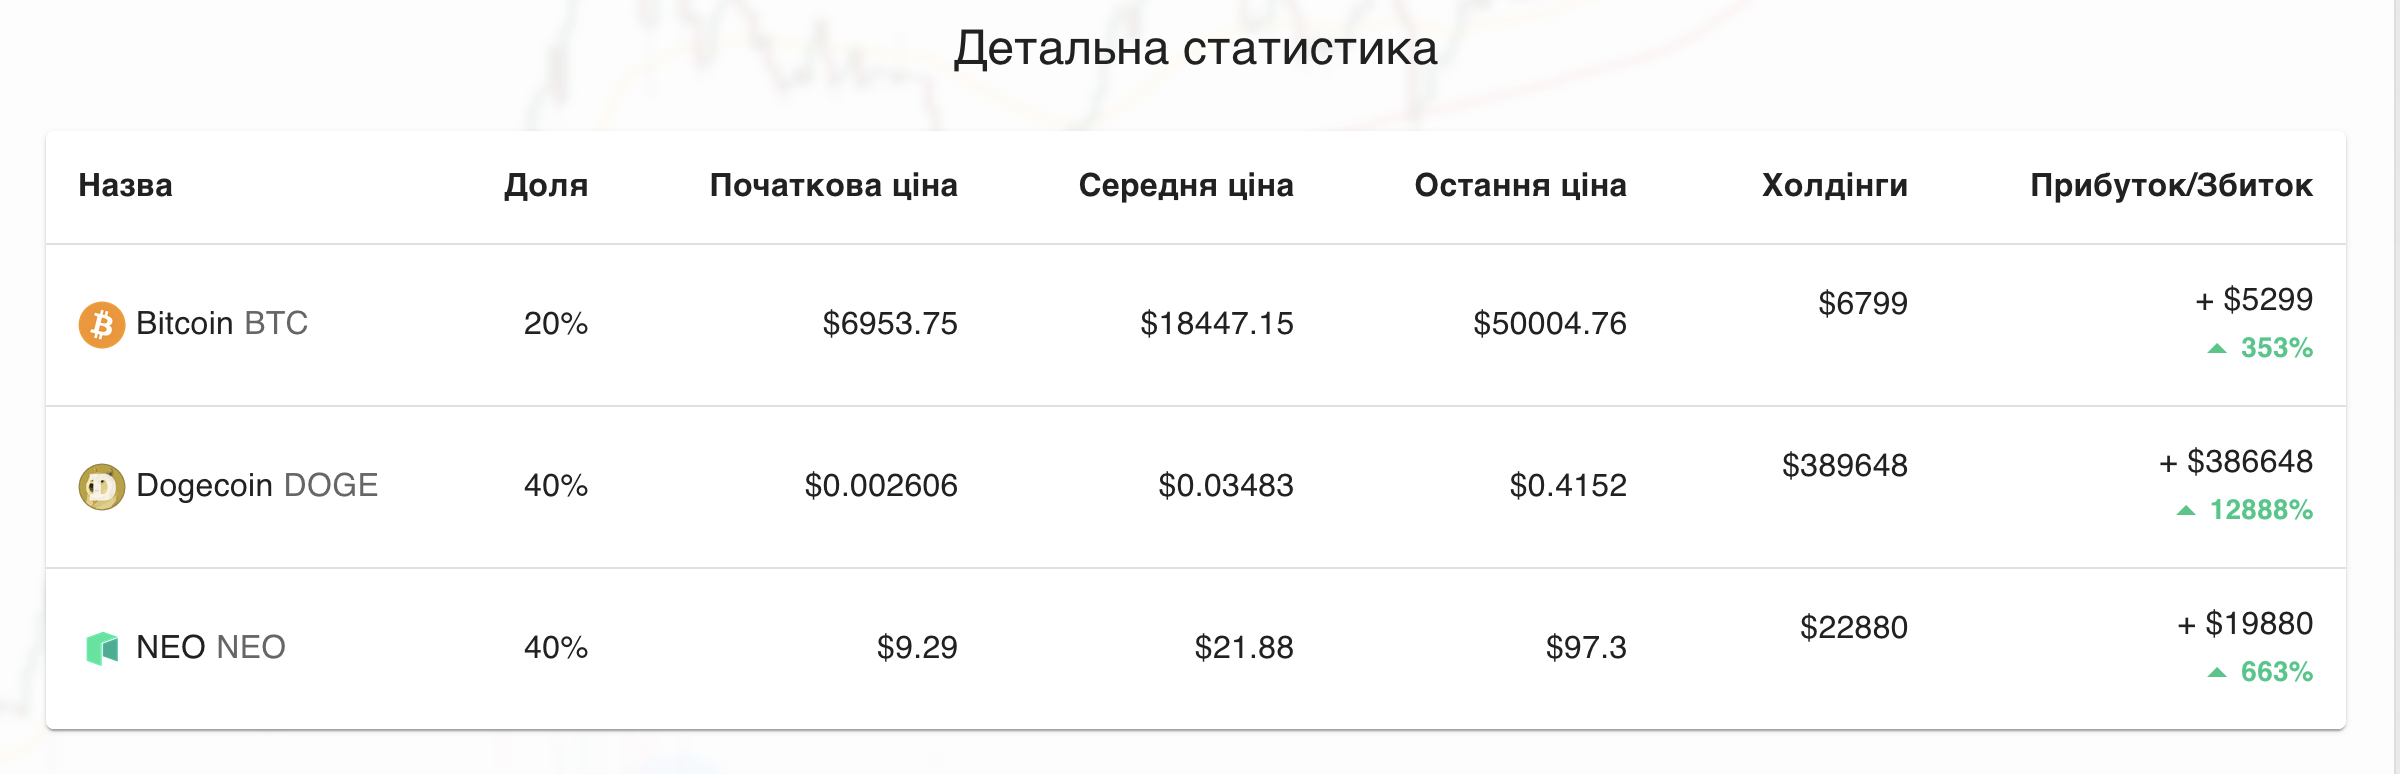 Детальна статистика
Назва Доля Початкова ціна Середня ціна Остання ціна Холдінги Прибуток/Збиток
Bitcoin BTC 20% $6953.75 $18447.15 $50004.76 $6799 + $5299
353%
Dogecoin DOGE 40% $0.002606 $0.03483 $0.4152 $389648 + $386648
12888%
NEO NEO 40% $9.29 $21.88 $97.3 $22880 + $19880
663%